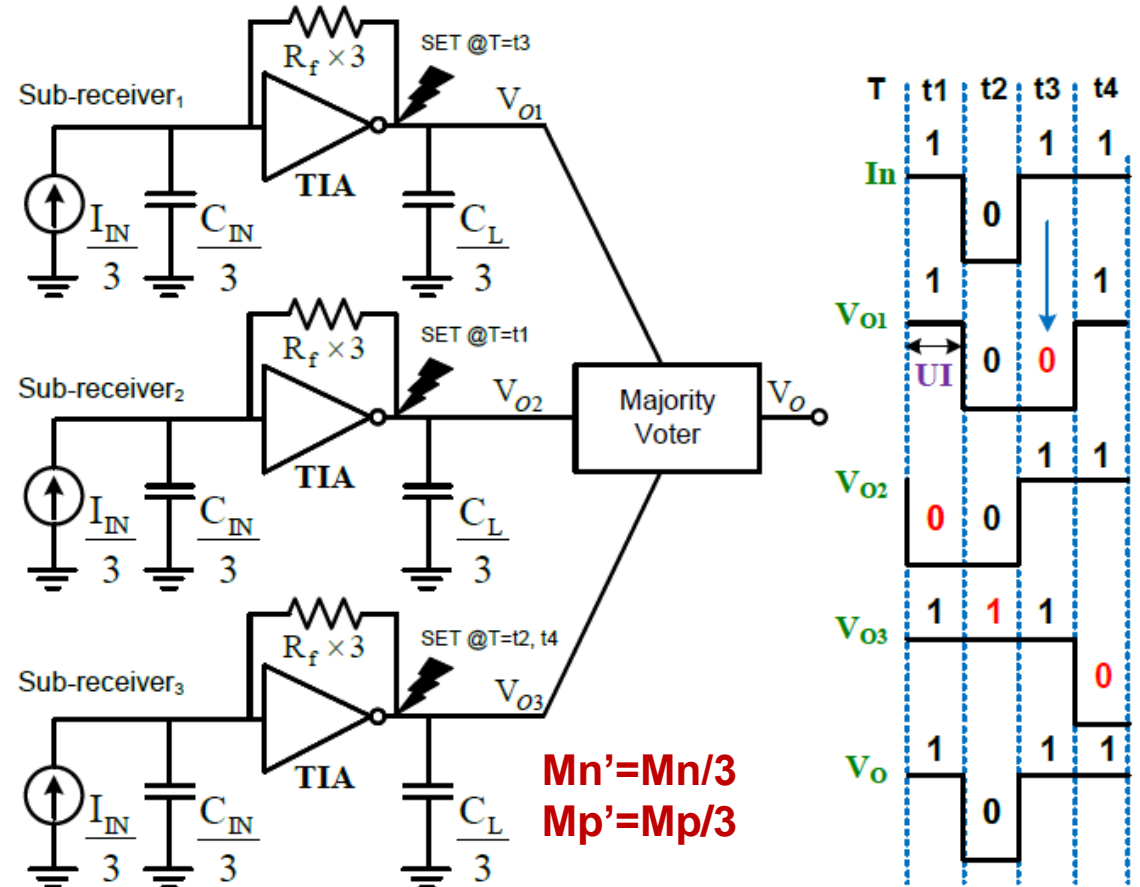 R_f × 3
SET @T=t3
Sub-receiver₁
V_O1
TIA
I_IN/3
C_IN/3
C_L/3
R_f × 3
SET @T=t1
Sub-receiver₂
V_O2
TIA
I_IN/3
C_IN/3
C_L/3
Majority
Voter
V_O
R_f × 3
SET @T=t2, t4
Sub-receiver₃
V_O3
TIA
I_IN/3
C_IN/3
C_L/3
Mn’=Mn/3
Mp’=Mp/3
T t1 t2 t3 t4
In 1 0 1 1
V_O1 1 0 0 1
UI
V_O2 0 0 1 1
V_O3 1 1 1 0
V_O 1 0 1 1